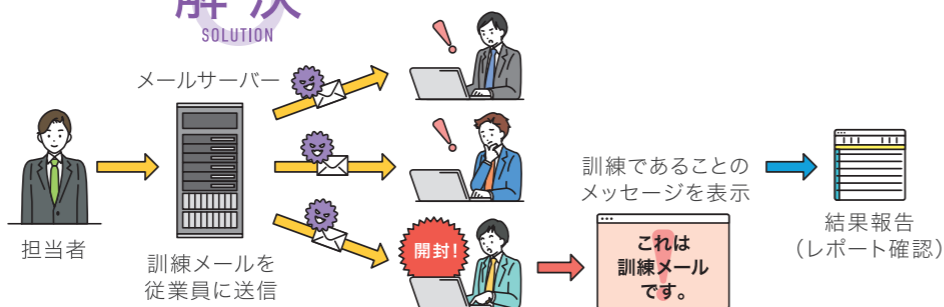 解決
SOLUTION
メールサーバー
担当者
訓練メールを
従業員に送信
開封!
訓練であることの
メッセージを表示
これは
訓練メール
です。
結果報告
(レポート確認)